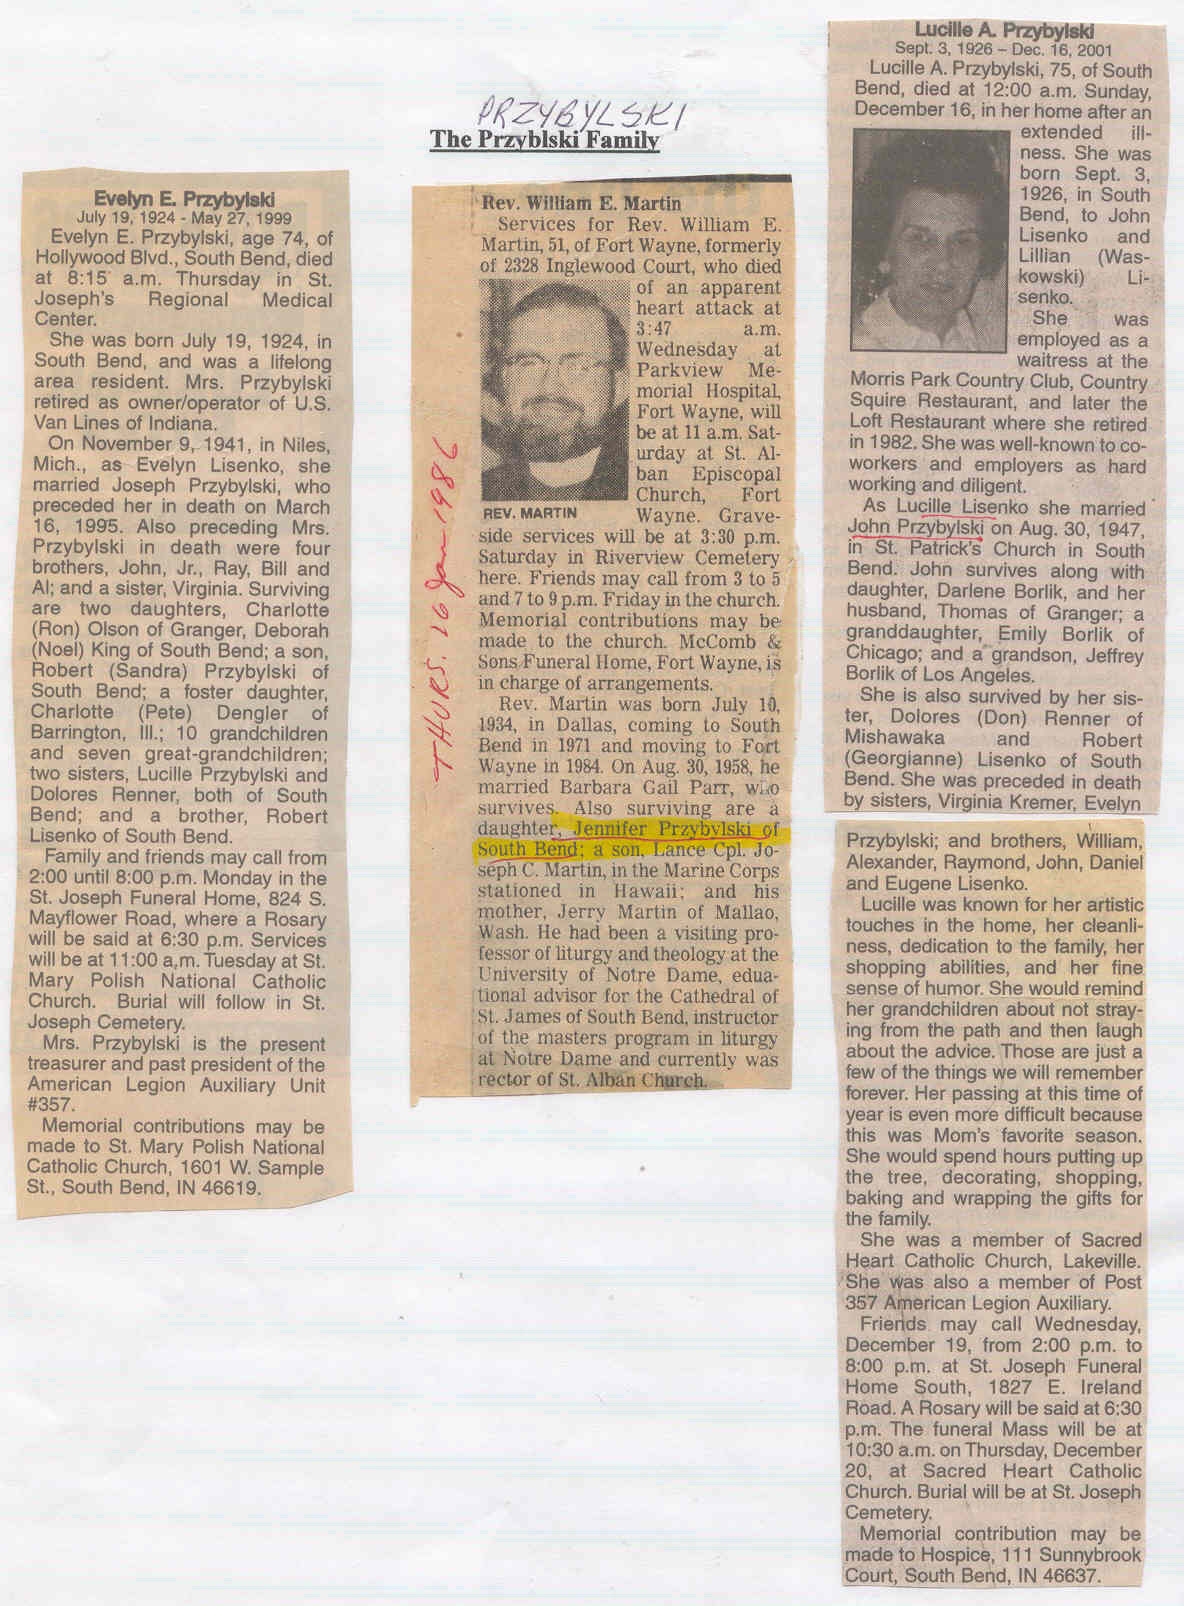 PRZYBYLSKI
The Przyblski Family
Evelyn E. Przybylski
July 19, 1924 - May 27, 1999
Evelyn E. Przybylski, age 74, of
Hollywood Blvd., South Bend, died
at 8:15 a.m. Thursday in St.
Joseph's Regional Medical
Center.
She was born July 19, 1924, in
South Bend, and was a lifelong
area resident. Mrs. Przybylski
retired as owner/operator of U.S.
Van Lines of Indiana.
On November 9, 1941, in Niles,
Mich., as Evelyn Lisenko, she
married Joseph Przybylski, who
preceded her in death on March
16, 1995. Also preceding Mrs.
Przybylski in death were four
brothers, John, Jr., Ray, Bill and
Al; and a sister, Virginia. Surviving
are two daughters, Charlotte
(Ron) Olson of Granger, Deborah
(Noel) King of South Bend; a son,
Robert (Sandra) Przybylski of
South Bend; a foster daughter,
Charlotte (Pete) Dengler of
Barrington, Ill.; 10 grandchildren
and seven great-grandchildren;
two sisters, Lucille Przybylski and
Dolores Renner, both of South
Bend; and a brother, Robert
Lisenko of South Bend.
Family and friends may call from
2:00 until 8:00 p.m. Monday in the
St. Joseph Funeral Home, 824 S.
Mayflower Road, where a Rosary
will be said at 6:30 p.m. Services
will be at 11:00 a.m. Tuesday at St.
Mary Polish National Catholic
Church. Burial will follow in St.
Joseph Cemetery.
Mrs. Przybylski is the present
treasurer and past president of the
American Legion Auxiliary Unit
#357.
Memorial contributions may be
made to St. Mary Polish National
Catholic Church, 1601 W. Sample
St., South Bend, IN 46619.
THURS. 16 Jan 1986
Rev. William E. Martin
Services for Rev. William E.
Martin, 51, of Fort Wayne, formerly
of 2328 Inglewood Court, who died
of an apparent
heart attack at
3:47 a.m.
Wednesday at
Parkview Me-
morial Hospital,
Fort Wayne, will
be at 11 a.m. Sat-
urday at St. Al-
ban Episcopal
Church, Fort
REV. MARTIN Wayne. Grave-
side services will be at 3:30 p.m.
Saturday in Riverview Cemetery
here. Friends may call from 3 to 5
and 7 to 9 p.m. Friday in the church.
Memorial contributions may be
made to the church. McComb &
Sons Funeral Home, Fort Wayne, is
in charge of arrangements.
Rev. Martin was born July 10,
1934, in Dallas, coming to South
Bend in 1971 and moving to Fort
Wayne in 1984. On Aug. 30, 1958, he
married Barbara Gail Parr, who
survives. Also surviving are a
daughter, Jennifer Przybylski of
South Bend; a son, Lance Cpl. Jo-
seph C. Martin, in the Marine Corps
stationed in Hawaii; and his
mother, Jerry Martin of Mallao,
Wash. He had been a visiting pro-
fessor of liturgy and theology at the
University of Notre Dame, edua-
tional advisor for the Cathedral of
St. James of South Bend, instructor
of the masters program in liturgy
at Notre Dame and currently was
rector of St. Alban Church.
Lucille A. Przybylski
Sept. 3, 1926 – Dec. 16, 2001
Lucille A. Przybylski, 75, of South
Bend, died at 12:00 a.m. Sunday,
December 16, in her home after an
extended ill-
ness. She was
born Sept. 3,
1926, in South
Bend, to John
Lisenko and
Lillian (Was-
kowski) Li-
senko.
She was
employed as a
waitress at the
Morris Park Country Club, Country
Squire Restaurant, and later the
Loft Restaurant where she retired
in 1982. She was well-known to co-
workers and employers as hard
working and diligent.
As Lucille Lisenko she married
John Przybylski on Aug. 30, 1947,
in St. Patrick's Church in South
Bend. John survives along with
daughter, Darlene Borlik, and her
husband, Thomas of Granger; a
granddaughter, Emily Borlik of
Chicago; and a grandson, Jeffrey
Borlik of Los Angeles.
She is also survived by her sis-
ter, Dolores (Don) Renner of
Mishawaka and Robert
(Georgianne) Lisenko of South
Bend. She was preceded in death
by sisters, Virginia Kremer, Evelyn
Przybylski; and brothers, William,
Alexander, Raymond, John, Daniel
and Eugene Lisenko.
Lucille was known for her artistic
touches in the home, her cleanli-
ness, dedication to the family, her
shopping abilities, and her fine
sense of humor. She would remind
her grandchildren about not stray-
ing from the path and then laugh
about the advice. Those are just a
few of the things we will remember
forever. Her passing at this time of
year is even more difficult because
this was Mom's favorite season.
She would spend hours putting up
the tree, decorating, shopping,
baking and wrapping the gifts for
the family.
She was a member of Sacred
Heart Catholic Church, Lakeville.
She was also a member of Post
357 American Legion Auxiliary.
Friends may call Wednesday,
December 19, from 2:00 p.m. to
8:00 p.m. at St. Joseph Funeral
Home South, 1827 E. Ireland
Road. A Rosary will be said at 6:30
p.m. The funeral Mass will be at
10:30 a.m. on Thursday, December
20, at Sacred Heart Catholic
Church. Burial will be at St. Joseph
Cemetery.
Memorial contribution may be
made to Hospice, 111 Sunnybrook
Court, South Bend, IN 46637.